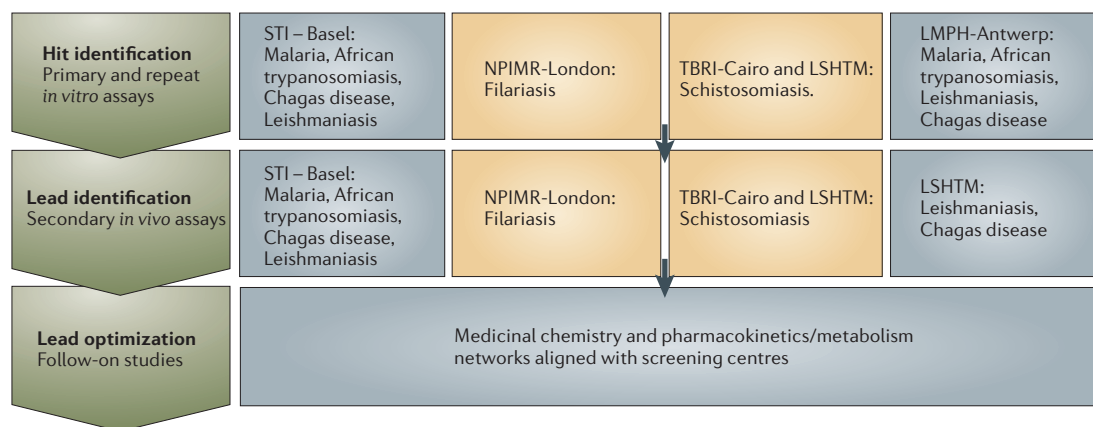 Hit identification
Primary and repeat
in vitro assays
STI – Basel:
Malaria, African
trypanosomiasis,
Chagas disease,
Leishmaniasis
NPIMR-London:
Filariasis
TBRI-Cairo and LSHTM:
Schistosomiasis.
LMPH-Antwerp:
Malaria, African
trypanosomiasis,
Leishmaniasis,
Chagas disease
Lead identification
Secondary in vivo assays
STI – Basel:
Malaria, African
trypanosomiasis,
Chagas disease,
Leishmaniasis
NPIMR-London:
Filariasis
TBRI-Cairo and LSHTM:
Schistosomiasis
LSHTM:
Leishmaniasis,
Chagas disease
Lead optimization
Follow-on studies
Medicinal chemistry and pharmacokinetics/metabolism
networks aligned with screening centres